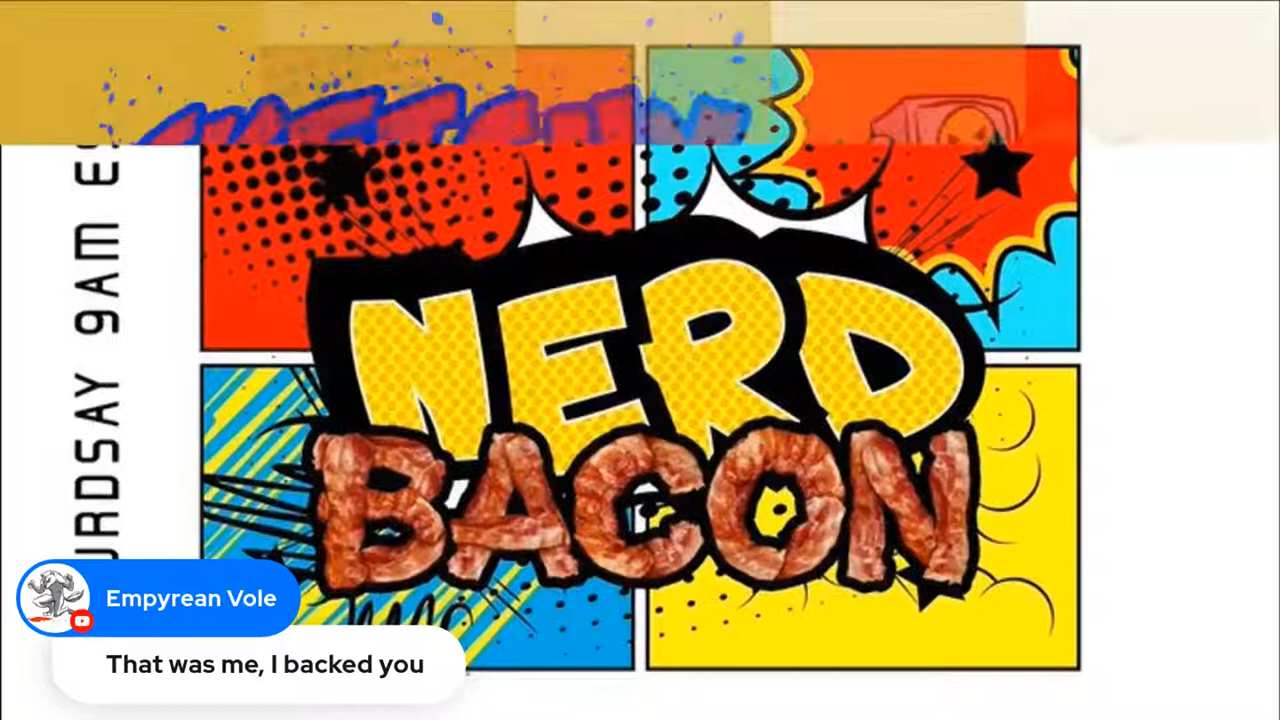 URDSAY 9AM E
NERD
BACON
Empyrean Vole
That was me, I backed you